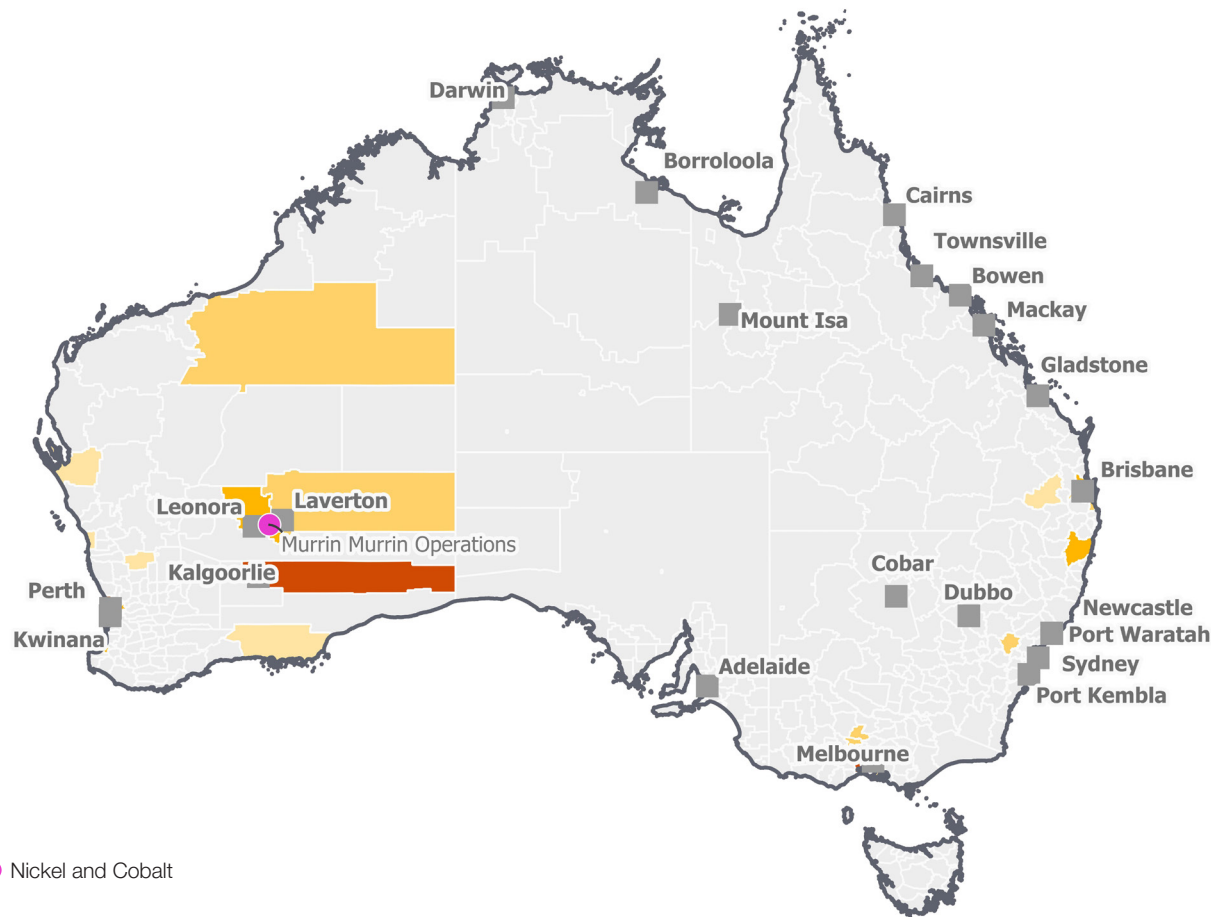 Darwin
Borroloola
Cairns
Townsville
Bowen
Mount Isa
Mackay
Gladstone
Brisbane
Leonora
Laverton
Murrin Murrin Operations
Kalgoorlie
Cobar
Perth
Dubbo
Newcastle
Kwinana
Port Waratah
Sydney
Adelaide
Port Kembla
Melbourne
Nickel and Cobalt